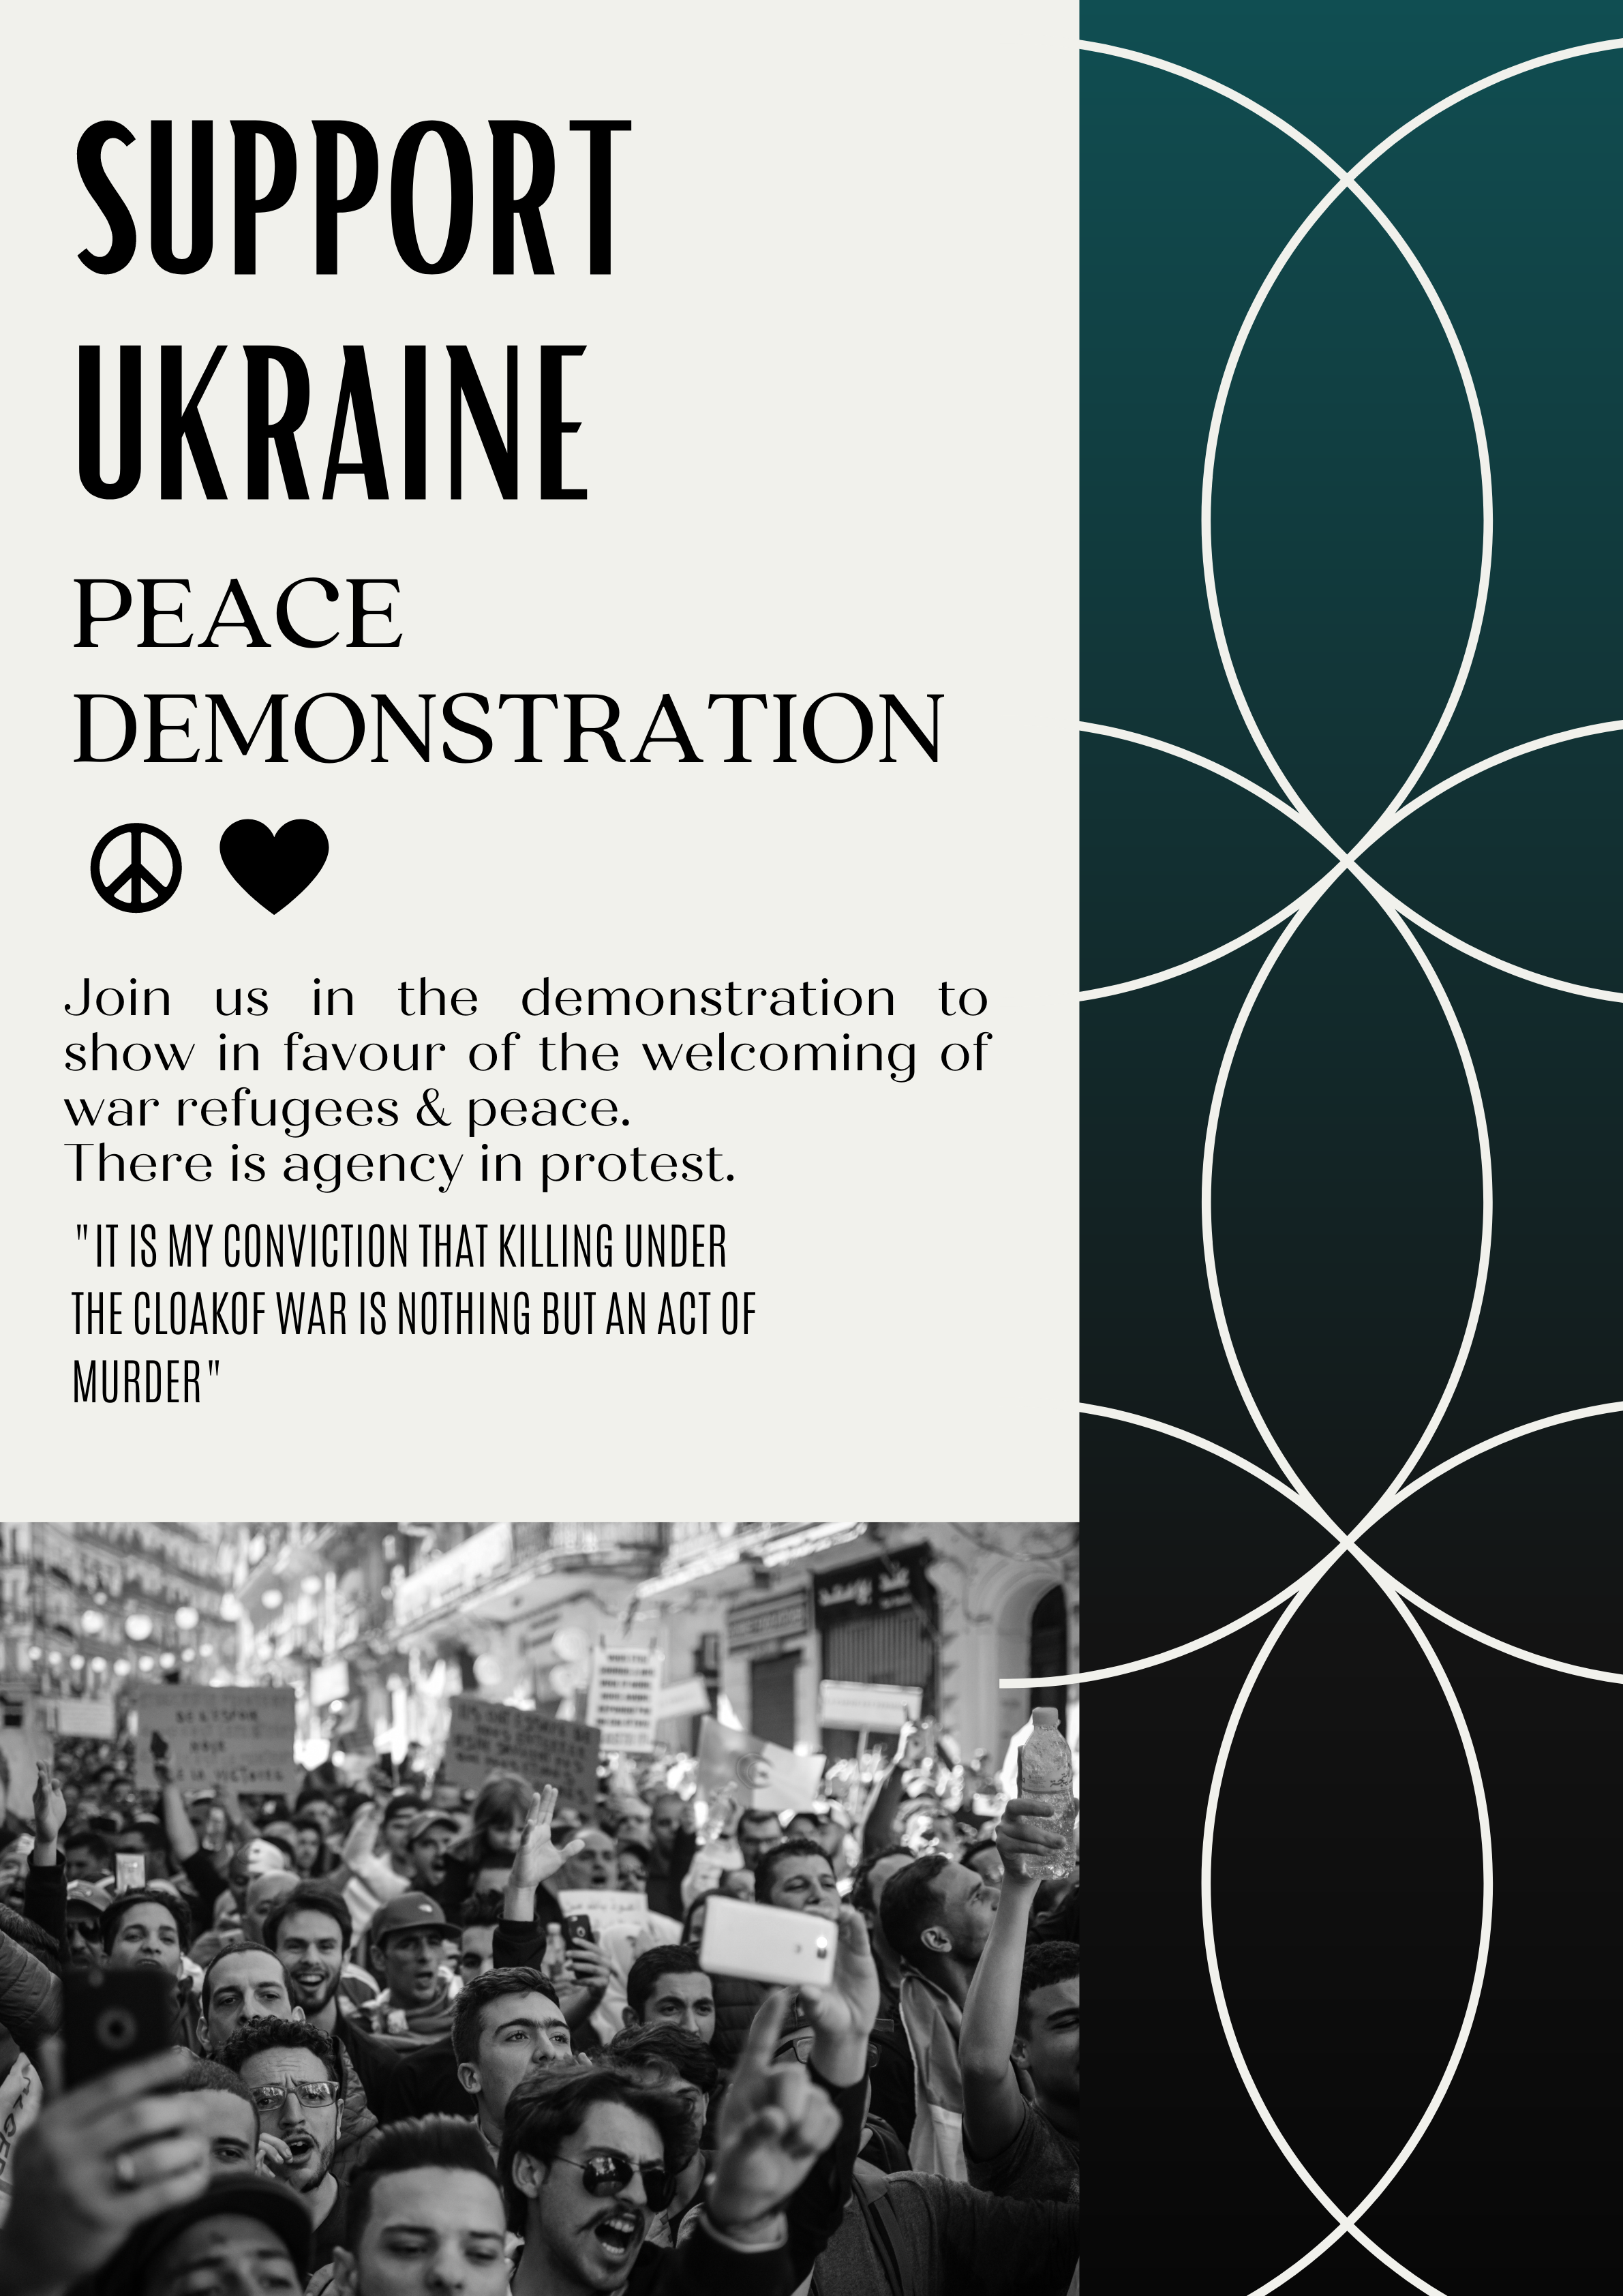 SUPPORT
UKRAINE
PEACE
DEMONSTRATION
Join us in the demonstration to
show in favour of the welcoming of
war refugees & peace.
There is agency in protest.
"IT IS MY CONVICTION THAT KILLING UNDER
THE CLOAKOF WAR IS NOTHING BUT AN ACT OF
MURDER"